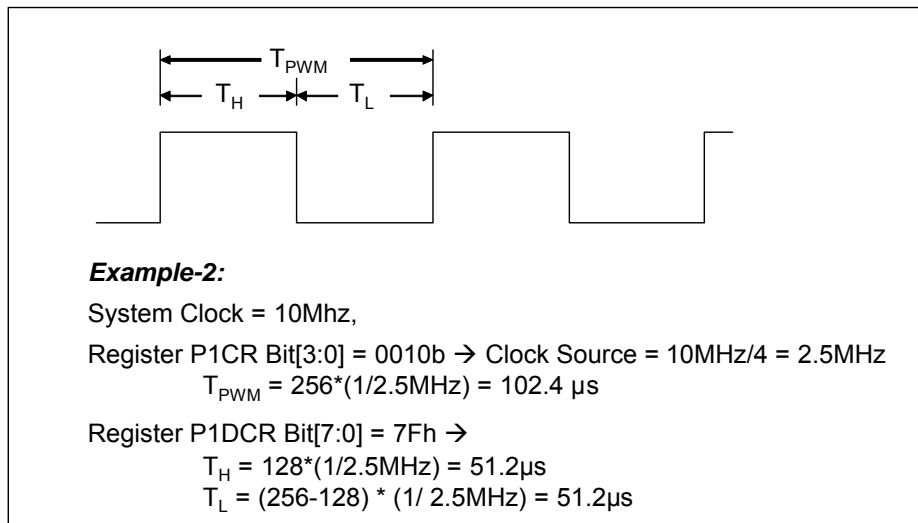 T_PWM
T_H T_L
Example-2:
System Clock = 10Mhz,
Register P1CR Bit[3:0] = 0010b → Clock Source = 10MHz/4 = 2.5MHz
T_PWM = 256*(1/2.5MHz) = 102.4 µs
Register P1DCR Bit[7:0] = 7Fh →
T_H = 128*(1/2.5MHz) = 51.2µs
T_L = (256-128) * (1/ 2.5MHz) = 51.2µs